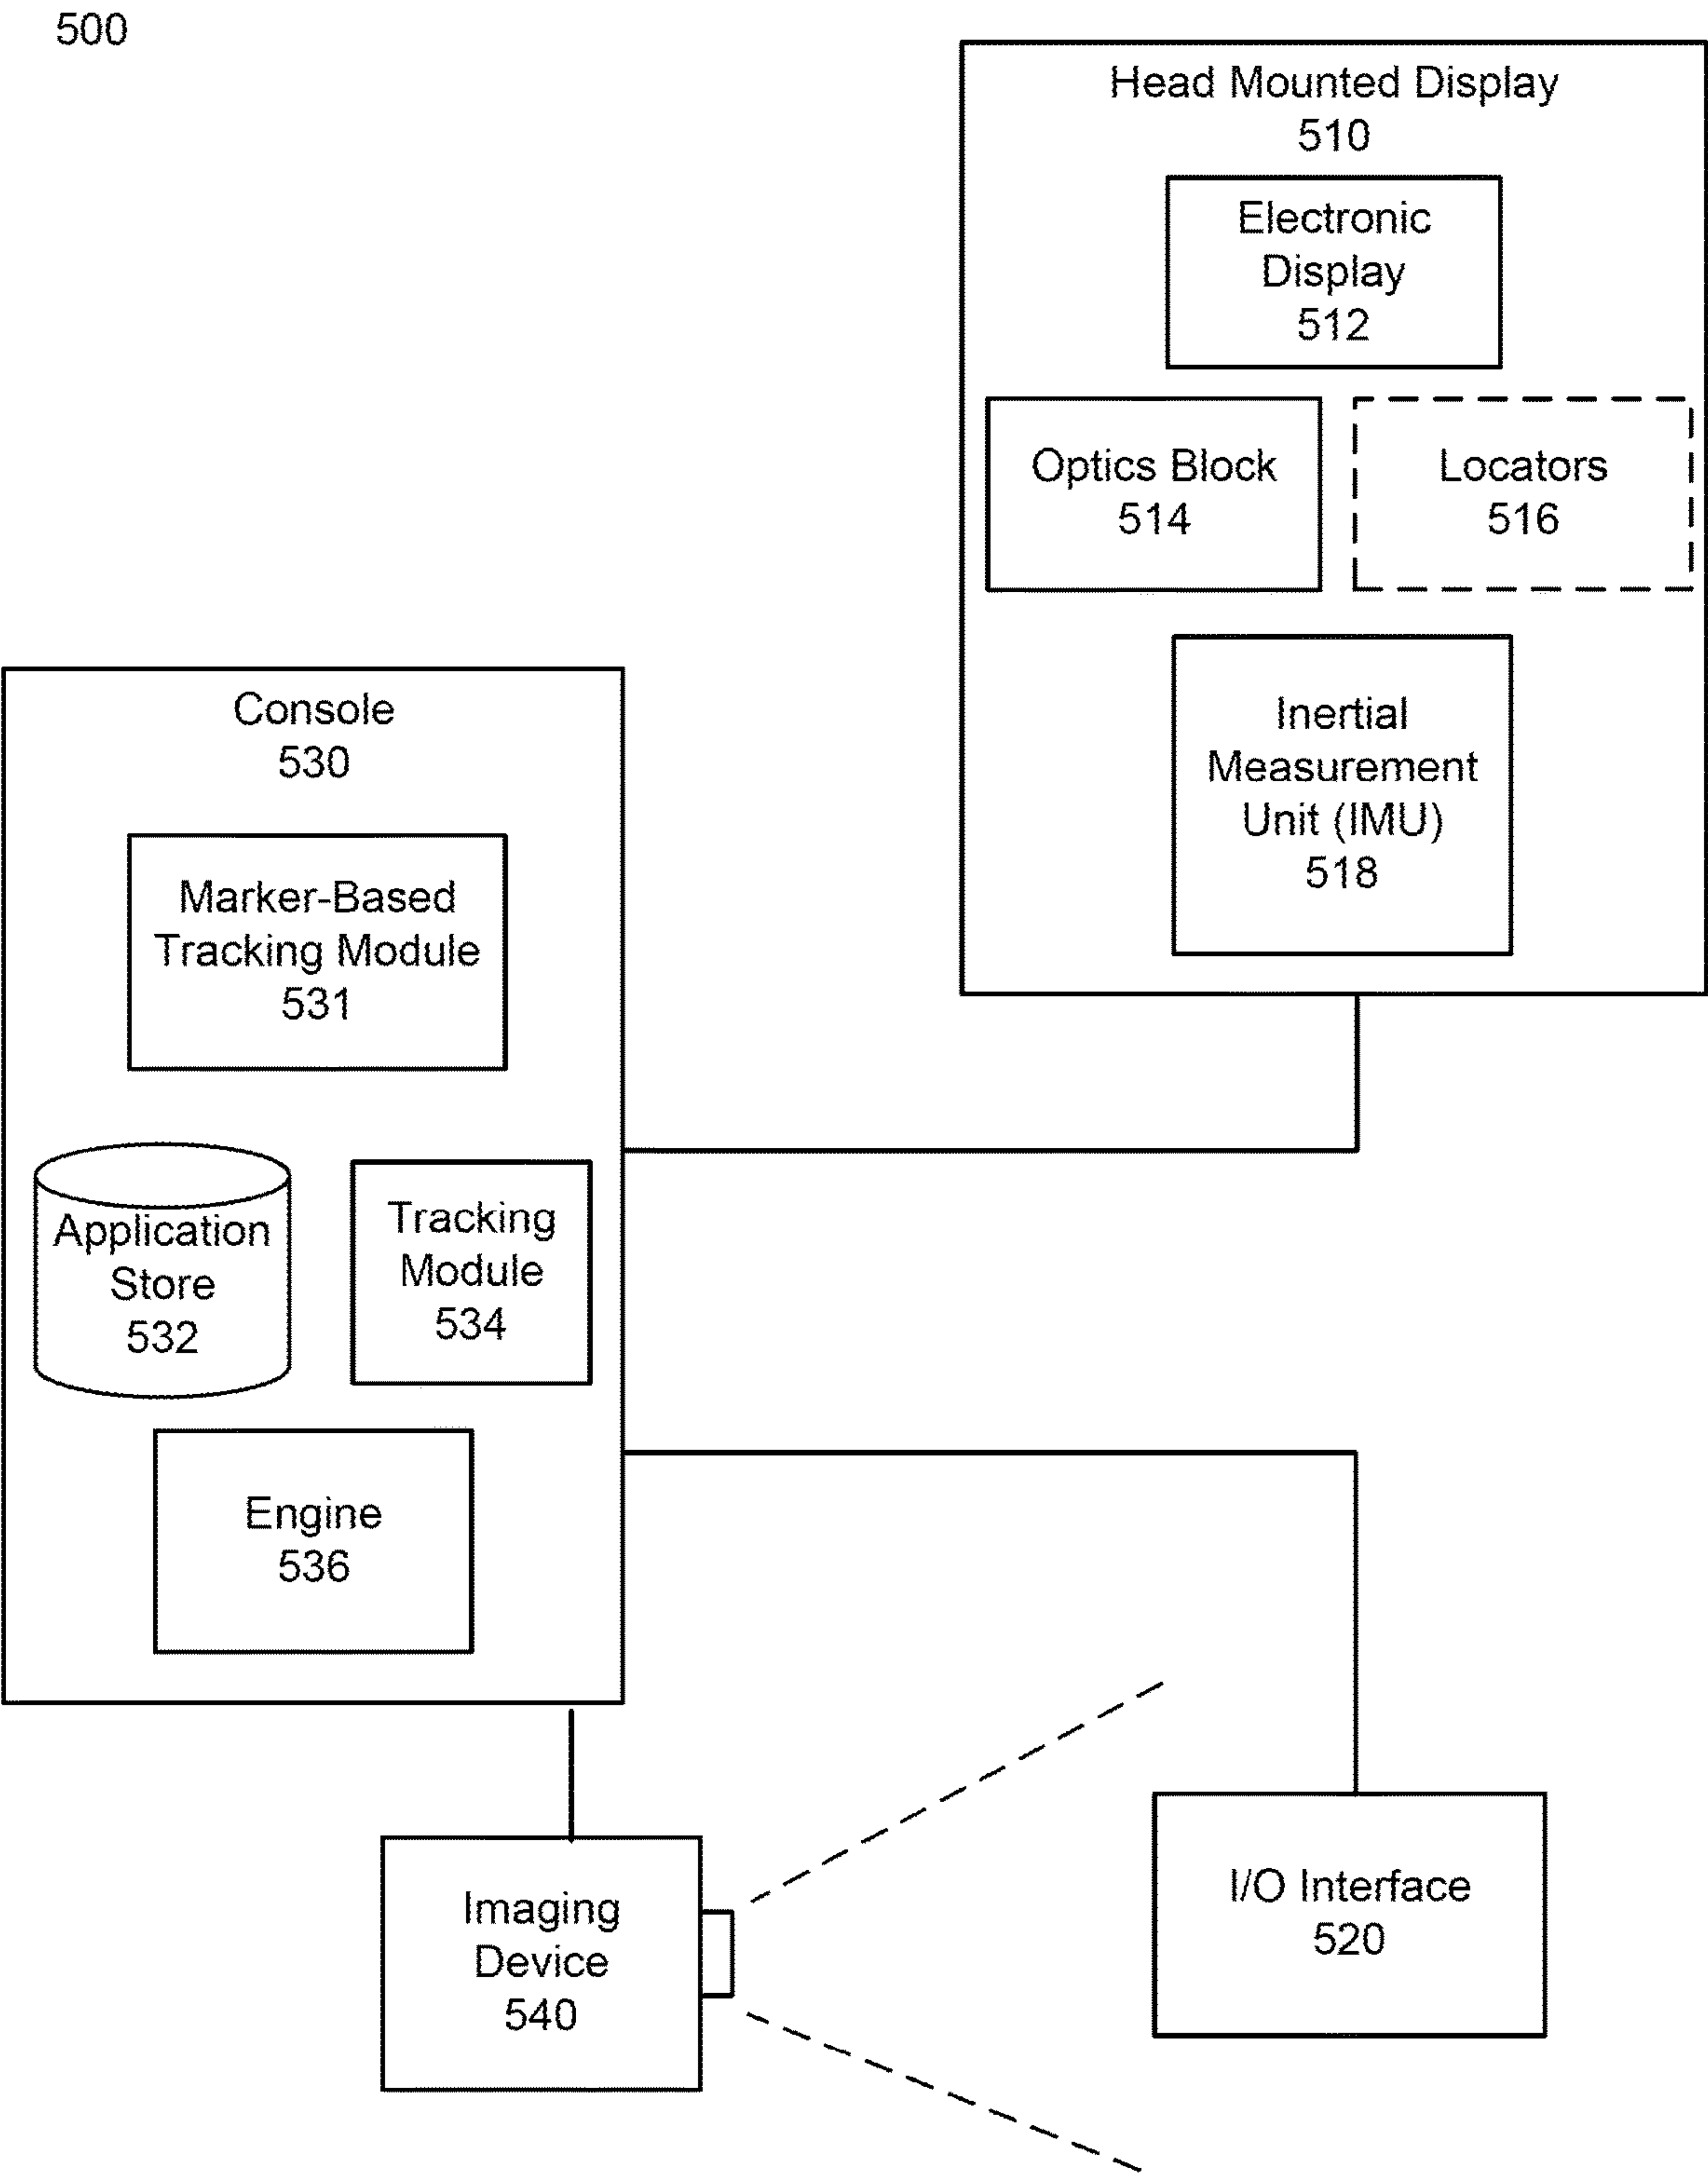 500
Head Mounted Display
510
Electronic
Display
512
Optics Block
514
Locators
516
Inertial
Measurement
Unit (IMU)
518
Console
530
Marker-Based
Tracking Module
531
Application
Store
532
Tracking
Module
534
Engine
536
Imaging
Device
540
I/O Interface
520